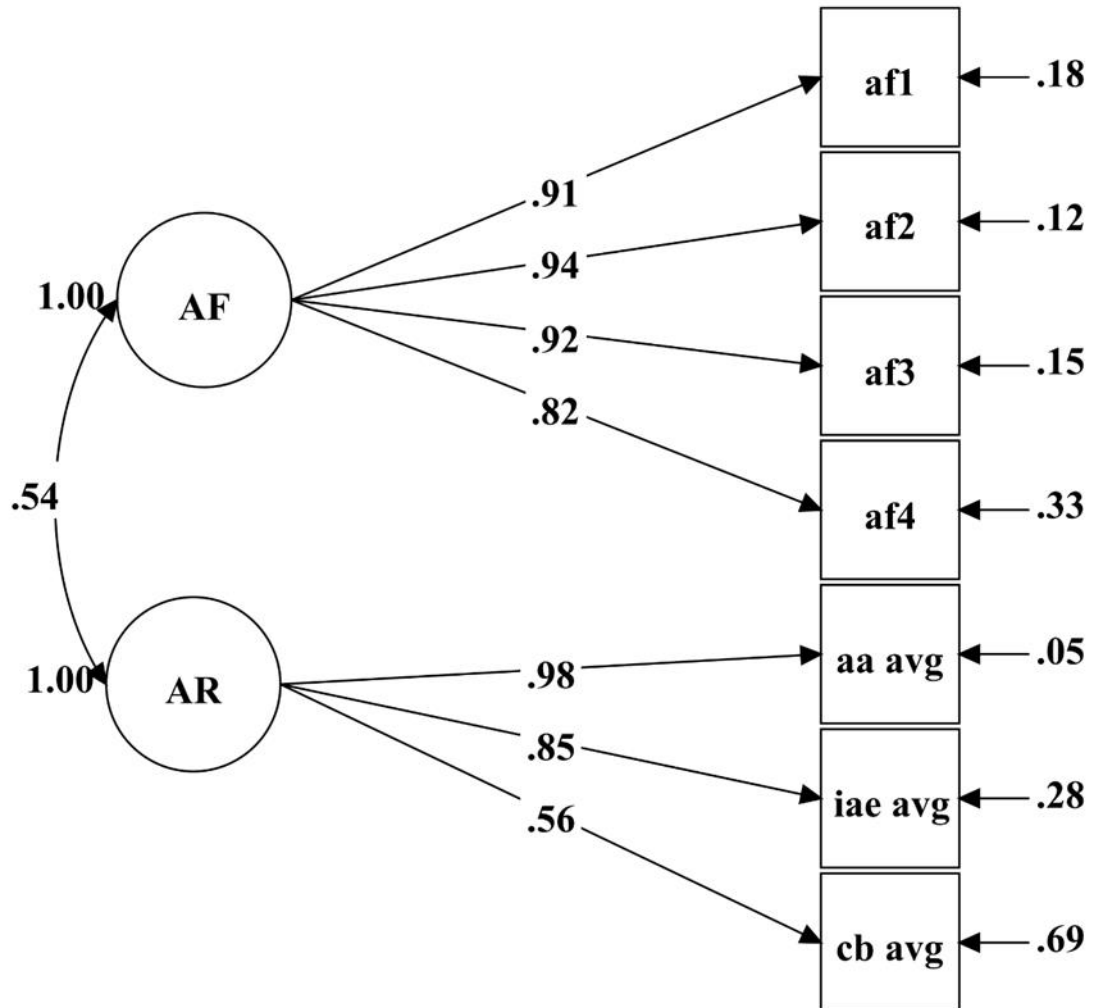 af1
.18
.91
af2
.12
.94
1.00
AF
.92
af3
.15
.82
af4
.33
.54
aa avg
.05
.98
1.00
AR
.85
iae avg
.28
.56
cb avg
.69